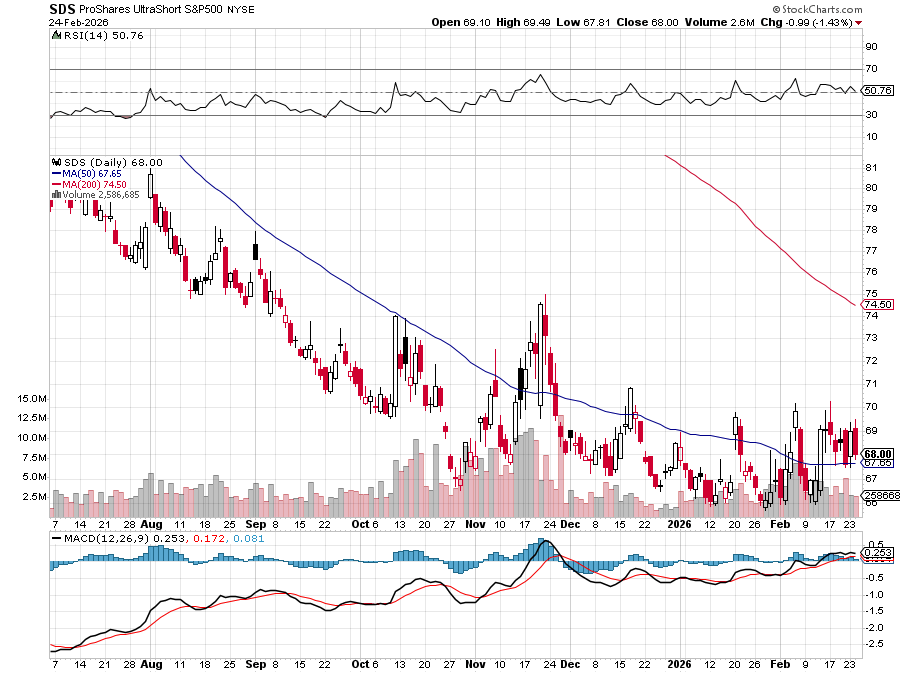 SDS ProShares UltraShort S&P500 NYSE
© StockCharts.com
24-Feb-2026
Open 69.10 High 69.49 Low 67.81 Close 68.00 Volume 2.6M Chg -0.99 (-1.43%)
RSI(14) 50.76
90
70
50.76
30
10
SDS (Daily) 68.00
MA(50) 67.65
MA(200) 74.50
Volume 2,586,685
81
80
79
78
77
76
75
74.50
74
73
72
71
70
69
68.00
67.65
67
2586685
66
15.0M
12.5M
10.0M
7.5M
5.0M
2.5M
7 14 21 28 Aug 11 18 25 Sep 8 15 22 Oct 6 13 20 27 Nov 10 17 24 Dec 8 15 22 2026 12 20 26 Feb 9 17 23
MACD(12,26,9) 0.253, 0.172, 0.081
0.5
0.253
-0.5
-1.0
-1.5
-2.0
-2.5
7 14 21 28 Aug 11 18 25 Sep 8 15 22 Oct 6 13 20 27 Nov 10 17 24 Dec 8 15 22 2026 12 20 26 Feb 9 17 23